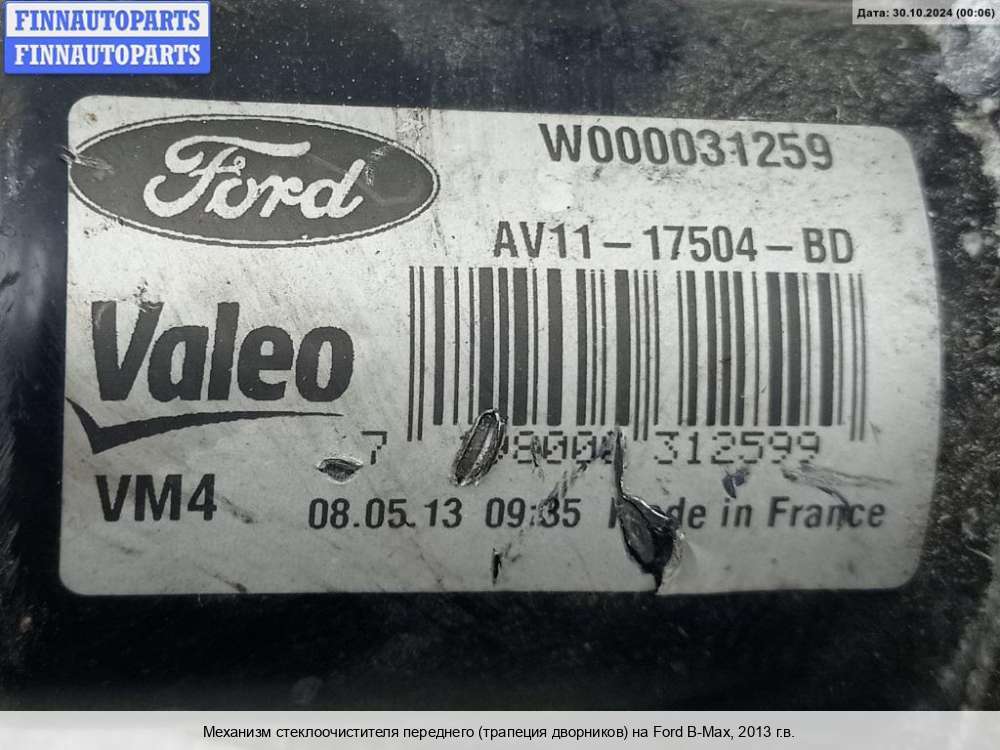 FINNAUTOPARTS
FINNAUTOPARTS
Дата: 30.10.2024 (00:06)
Ford
W000031259
AV11-17504-BD
Valeo
7 312599
VM4
08.05.13 09:35 in France
Механизм стеклоочистителя переднего (трапеция дворников) на Ford B-Max, 2013 г.в.